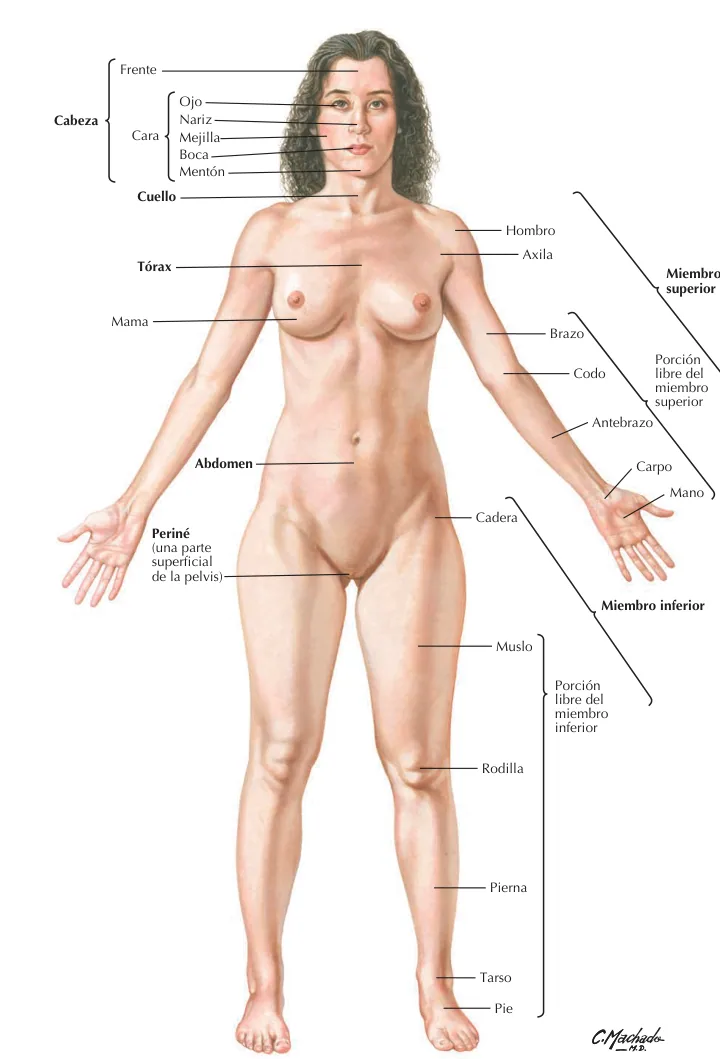 Frente
Ojo
Nariz
Cabeza
Cara
Mejilla
Boca
Mentón
Cuello
Hombro
Axila
Tórax
Miembro
superior
Mama
Brazo
Porción
libre del
miembro
superior
Codo
Antebrazo
Abdomen
Carpo
Mano
Cadera
Periné
(una parte
superficial
de la pelvis)
Miembro inferior
Muslo
Porción
libre del
miembro
inferior
Rodilla
Pierna
Tarso
Pie
C.Machado
M.D.